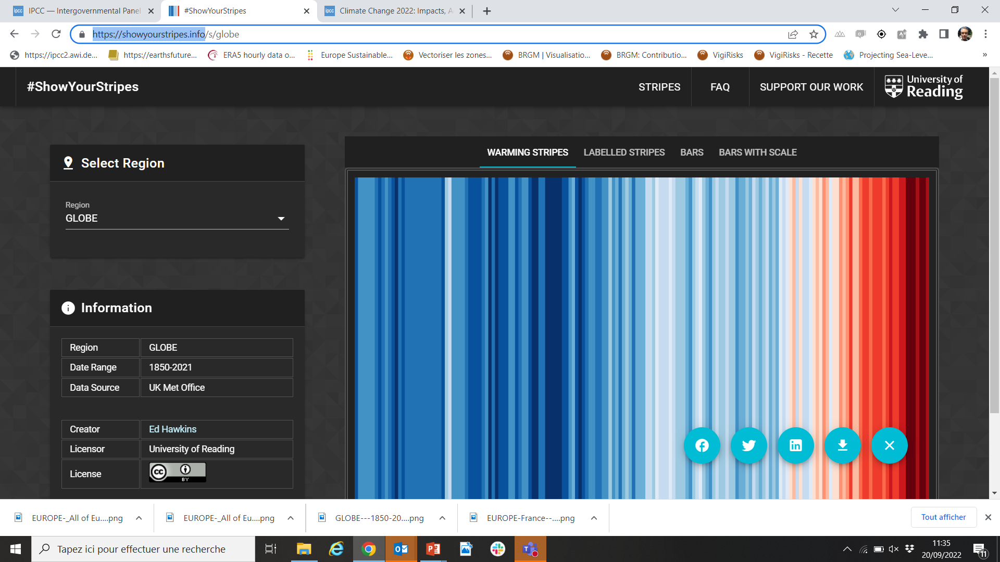 IPCC — Intergovernmental Panel
#ShowYourStripes
Climate Change 2022: Impacts, A
https://showyourstripes.info/s/globe
https://ipcc2.awi.de...
https://earthsfuture...
ERA5 hourly data o...
Europe Sustainable...
Vectoriser les zones...
BRGM | Visualisatio...
BRGM: Contributio...
VigiRisks
VigiRisks - Recette
Projecting Sea-Leve...
»
#ShowYourStripes
STRIPES
FAQ
SUPPORT OUR WORK
University of
Reading
Select Region
Region
GLOBE
WARMING STRIPES
LABELLED STRIPES
BARS
BARS WITH SCALE
Information
Region GLOBE
Date Range 1850-2021
Data Source UK Met Office
Creator Ed Hawkins
Licensor University of Reading
License
CC BY
EUROPE-_All of Eu....png
EUROPE-_All of Eu....png
GLOBE---1850-20....png
EUROPE-France--....png
Tout afficher
Tapez ici pour effectuer une recherche
11:35
20/09/2022
11